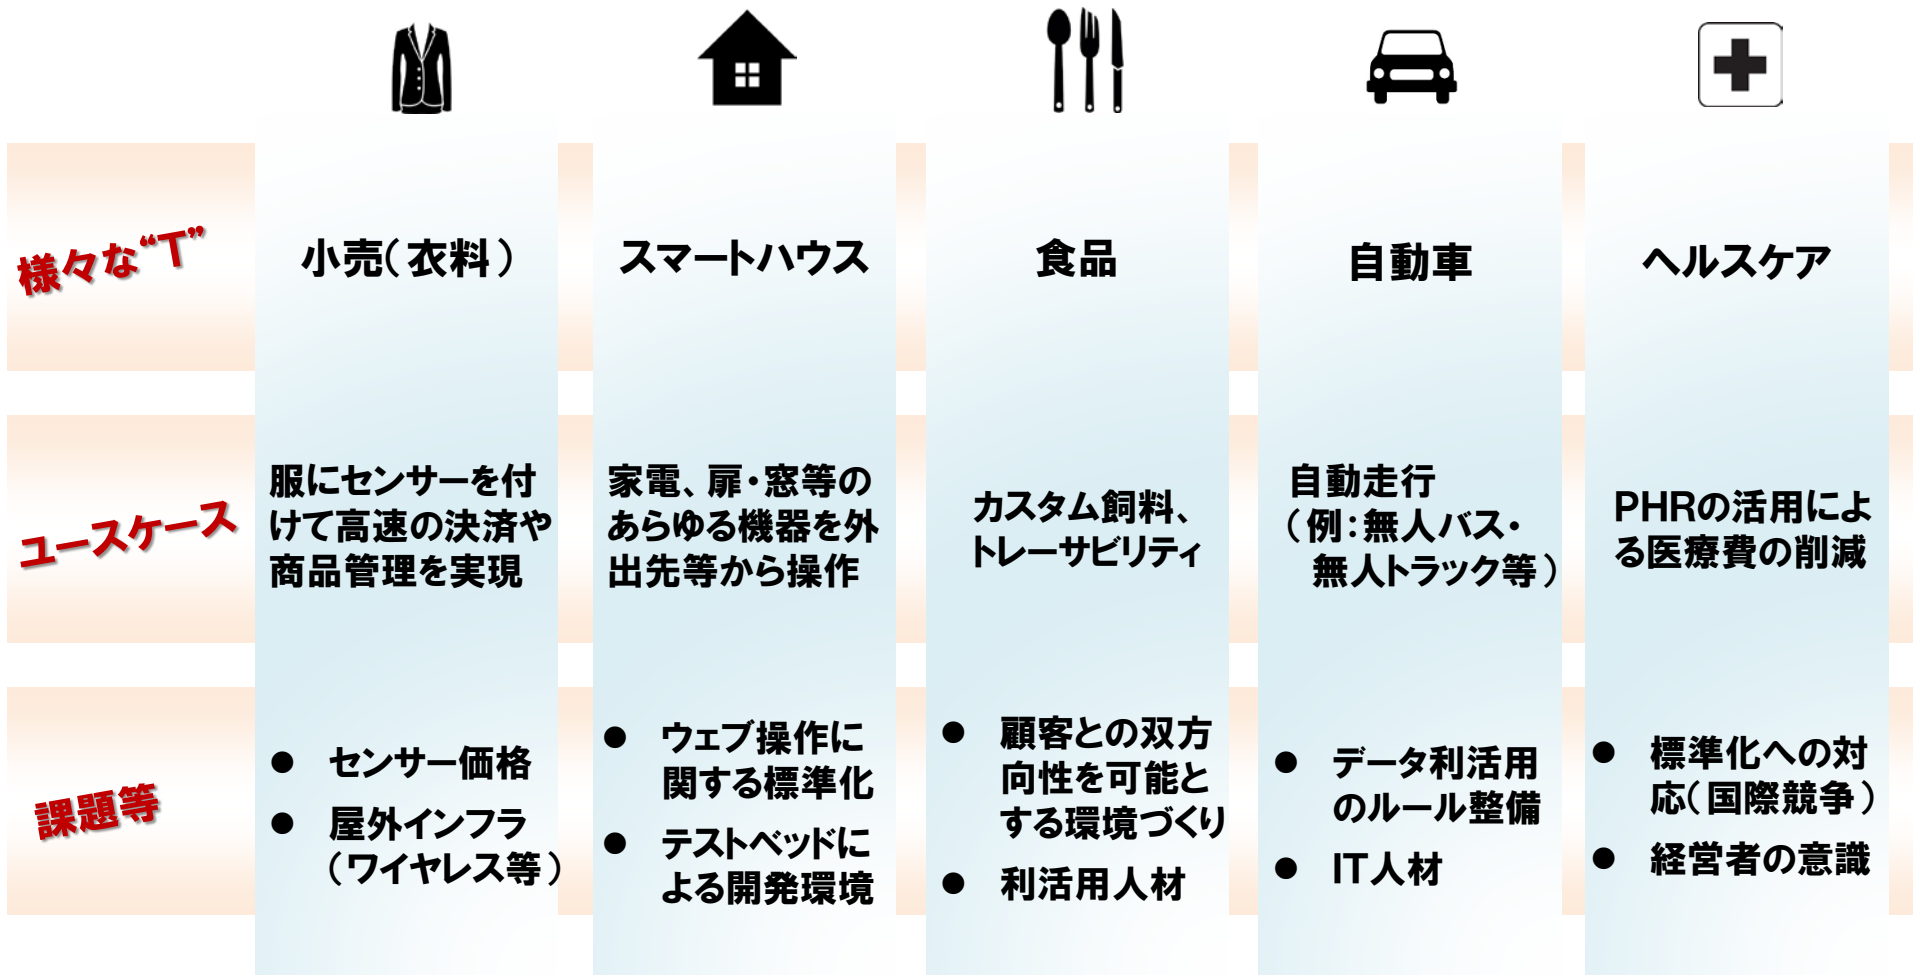 様々な“T”
小売(衣料)
スマートハウス
食品
自動車
ヘルスケア
ユースケース
服にセンサーを付
けて高速の決済や
商品管理を実現
家電、扉・窓等の
あらゆる機器を外
出先等から操作
カスタム飼料、
トレーサビリティ
自動走行
(例:無人バス・
無人トラック等)
PHRの活用によ
る医療費の削減
課題等
● センサー価格
● 屋外インフラ
(ワイヤレス等)
● ウェブ操作に
関する標準化
● テストベッドに
よる開発環境
● 顧客との双方
向性を可能と
する環境づくり
● 利活用人材
● データ利活用
のルール整備
● IT人材
● 標準化への対
応(国際競争)
● 経営者の意識